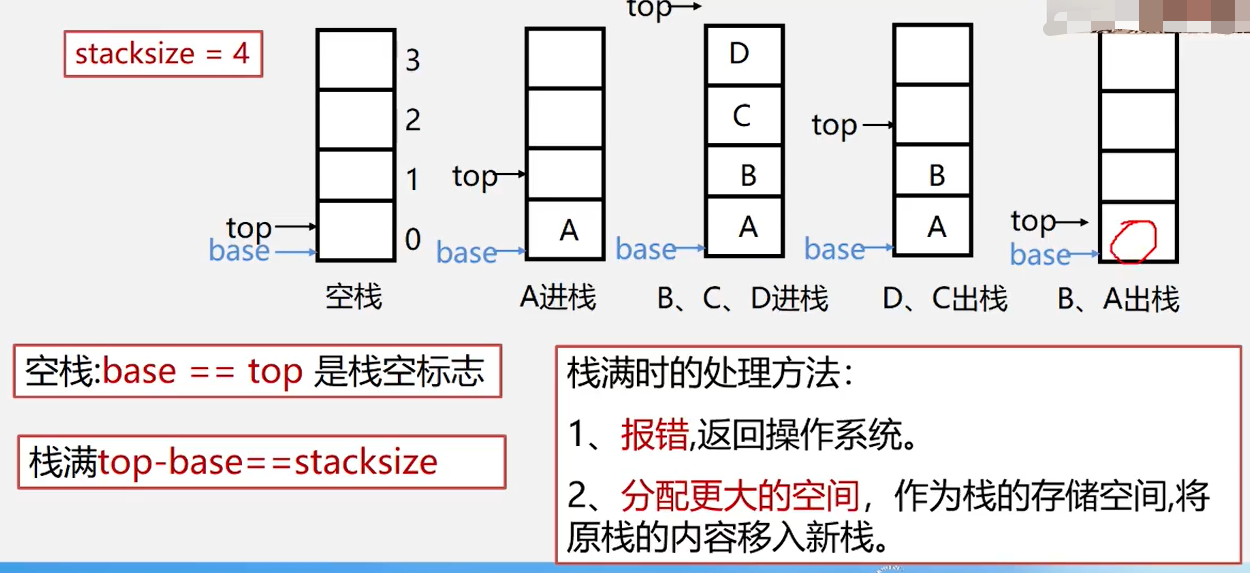 stacksize = 4
top
base
3
2
1
0
空栈
top
base
A
A进栈
top
base
D
C
B
A
B、C、D进栈
top
base
B
A
D、C出栈
top
base
B、A出栈
空栈:base == top 是栈空标志
栈满top-base==stacksize
栈满时的处理方法：
1、报错,返回操作系统。
2、分配更大的空间，作为栈的存储空间,将
原栈的内容移入新栈。